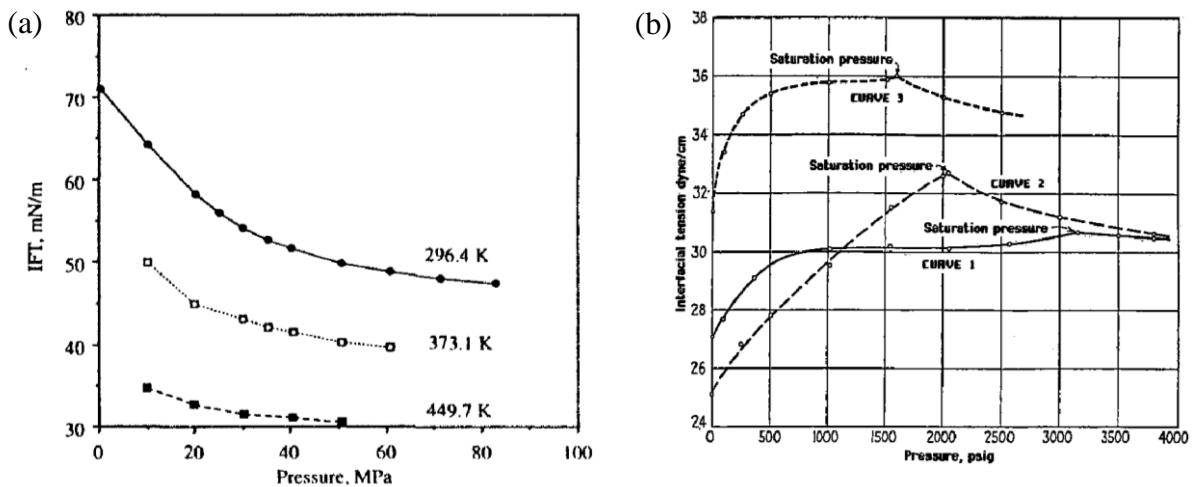 (a)
80
70
60
50
40
30
IFT, mN/m
296.4 K
373.1 K
449.7 K
0 20 40 60 80 100
Pressure, MPa
(b)
38
36
34
32
30
28
26
24
Interfacial tension dyne/cm
Saturation pressure
CURVE 3
Saturation pressure
CURVE 2
Saturation pressure
CURVE 1
0 500 1000 1500 2000 2500 3000 3500 4000
Pressure, psig